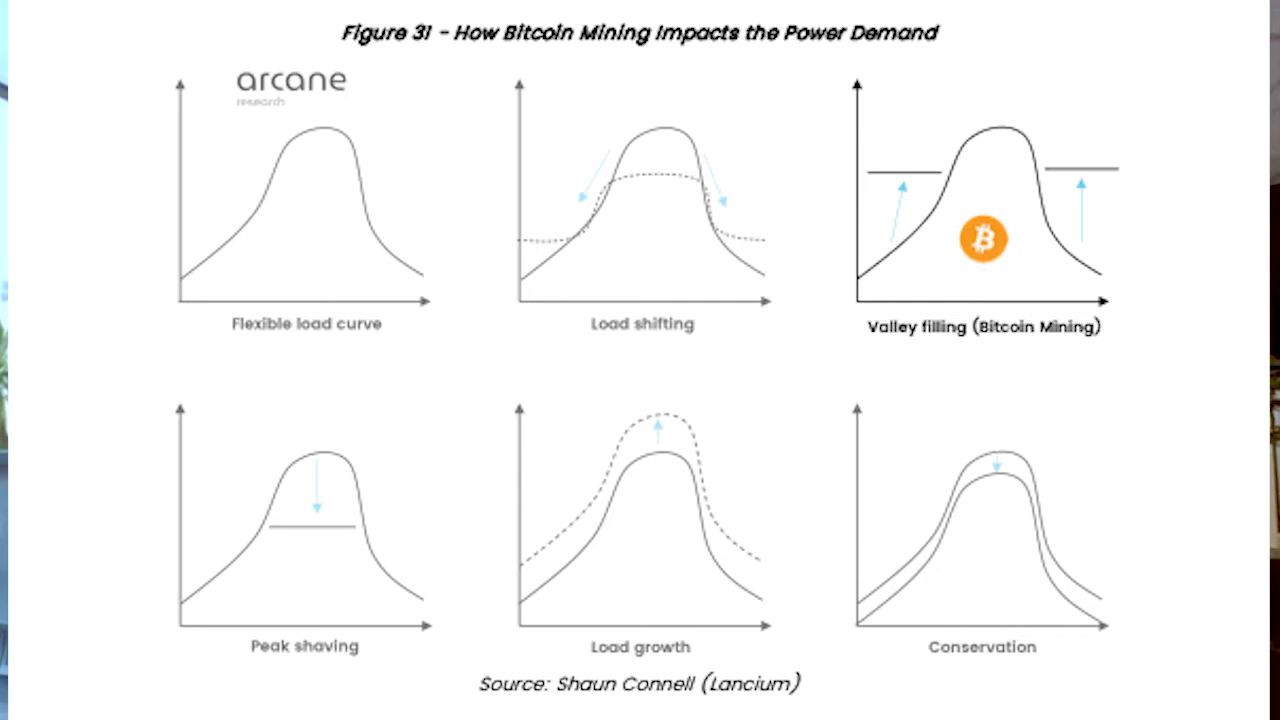 Figure 31 - How Bitcoin Mining Impacts the Power Demand
arcane
research
Flexible load curve
Load shifting
Valley filling (Bitcoin Mining)
Peak shaving
Load growth
Conservation
Source: Shaun Connell (Lancium)